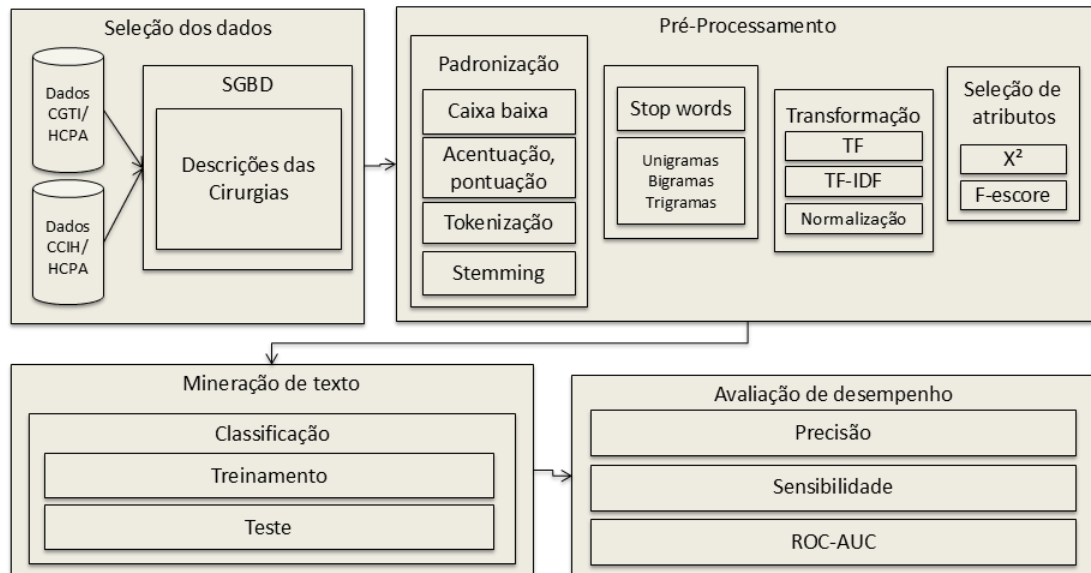 Seleção dos dados
Dados
CGTI/
HCPA
Dados
CCIH/
HCPA
SGBD
Descrições das
Cirurgias
Pré-Processamento
Padronização
Caixa baixa
Acentuação,
pontuação
Tokenização
Stemming
Stop words
Unigramas
Bigramas
Trigramas
Transformação
TF
TF-IDF
Normalização
Seleção de
atributos
X²
F-escore
Mineração de texto
Classificação
Treinamento
Teste
Avaliação de desempenho
Precisão
Sensibilidade
ROC-AUC